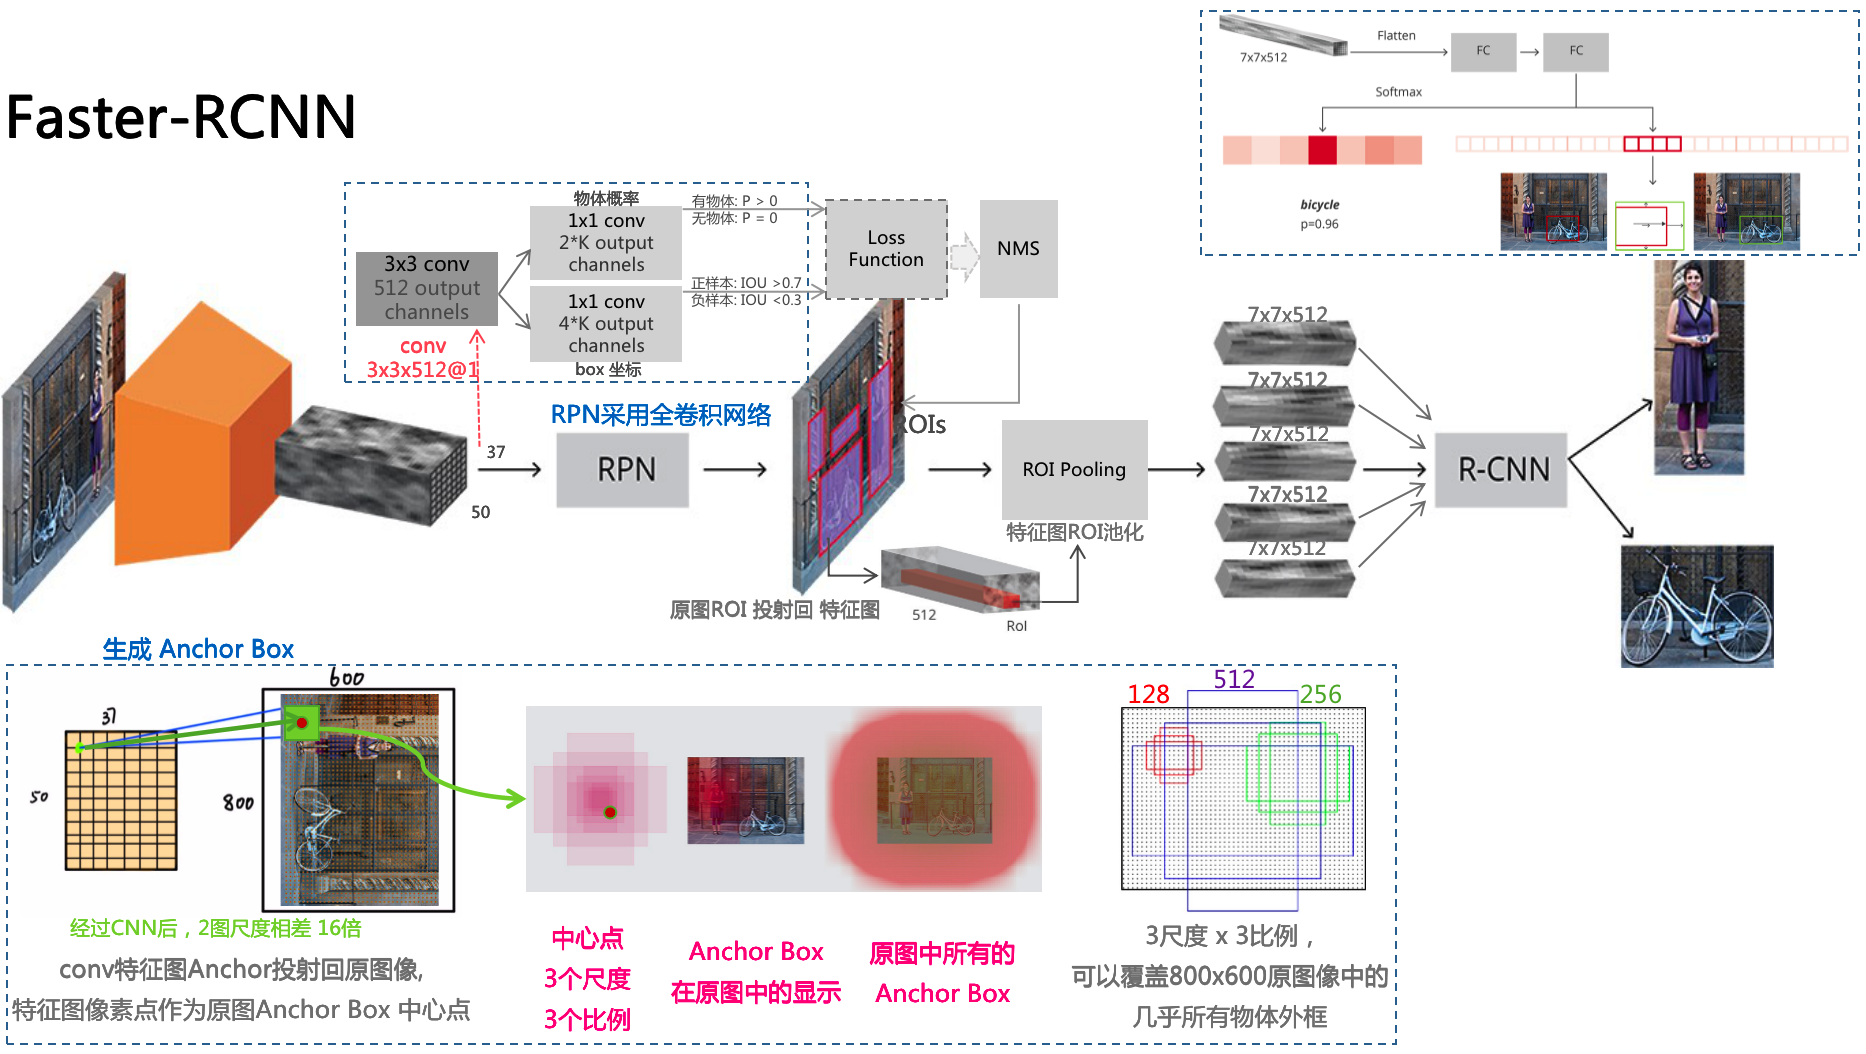 Faster-RCNN
7x7x512
Flatten
FC
FC
Softmax
bicycle
p=0.96
物体概率
1x1 conv
2*K output
channels
有物体: P > 0
无物体: P = 0
3x3 conv
512 output
channels
1x1 conv
4*K output
channels
box 坐标
正样本: IOU >0.7
负样本: IOU <0.3
Loss
Function
NMS
conv
3x3x512@1
RPN采用全卷积网络
37
50
RPN
ROIs
ROI Pooling
特征图ROI池化
7x7x512
7x7x512
7x7x512
7x7x512
7x7x512
R-CNN
原图ROI 投射回 特征图
512
RoI
生成 Anchor Box
37
50
600
800
经过CNN后，2图尺度相差 16倍
conv特征图Anchor投射回原图像,
特征图像素点作为原图Anchor Box 中心点
中心点
3个尺度
3个比例
Anchor Box
在原图中的显示
原图中所有的
Anchor Box
128
512
256
3尺度 x 3比例，
可以覆盖800x600原图像中的
几乎所有物体外框